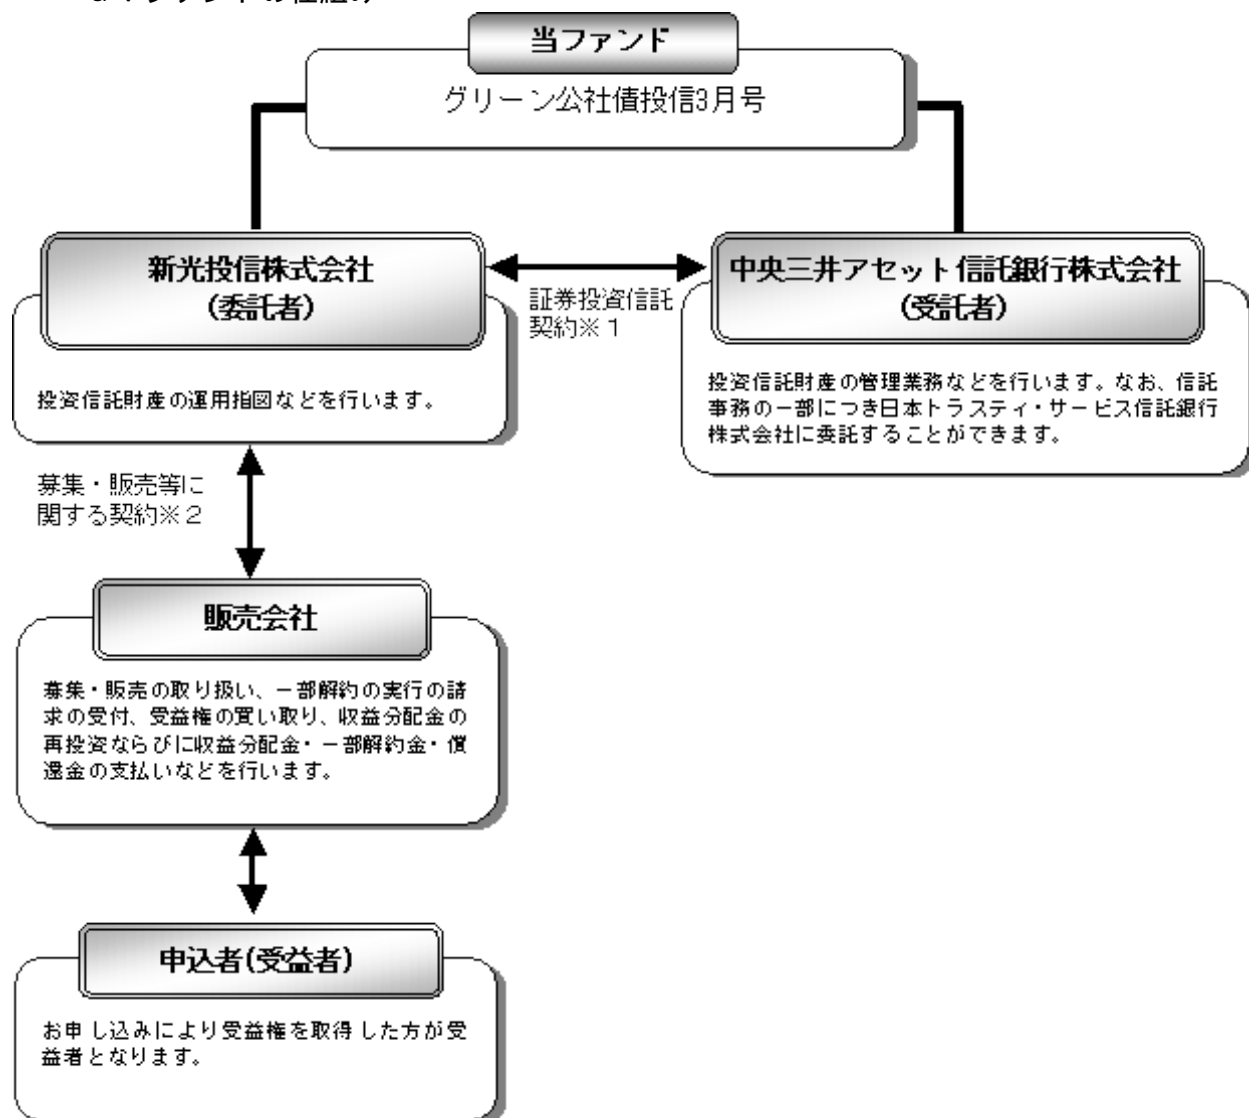 当ファンド
グリーン公社債投信3月号
新光投信株式会社
(委託者)
投資信託財産の運用指図などを行います。
証券投資信託
契約※1
中央三井アセット信託銀行株式会社
(受託者)
投資信託財産の管理業務などを行います。なお、信託
事務の一部につき日本トラスティ・サービス信託銀行
株式会社に委託することができます。
募集・販売等に
関する契約※2
販売会社
募集・販売の取り扱い、一部解約の実行の請
求の受付、受益権の買い取り、収益分配金の
再投資ならびに収益分配金・一部解約金・償
還金の支払いなどを行います。
申込者(受益者)
お申し込みにより受益権を取得した方が受
益者となります。